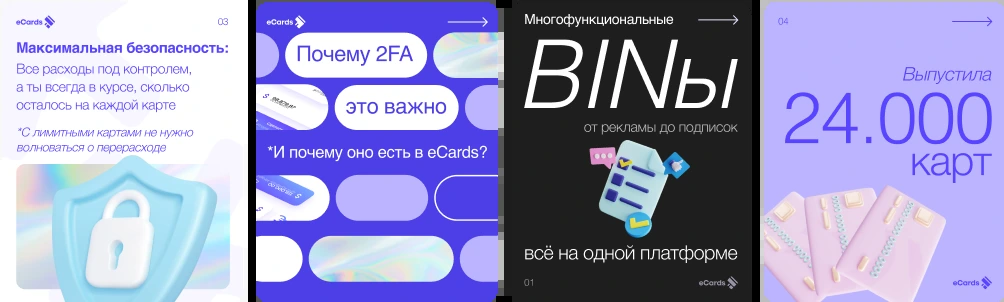 eCards
03
Максимальная безопасность:
Все расходы под контролем,
а ты всегда в курсе, сколько
осталось на каждой карте
*С лимитными картами не нужно
волноваться о перерасходе
eCards
Почему 2FA
это важно
*И почему оно есть в eCards?
Многофункциональные
BINы
от рекламы до подписок
всё на одной платформе
01
eCards
04
Выпустила
24.000
карт
eCards